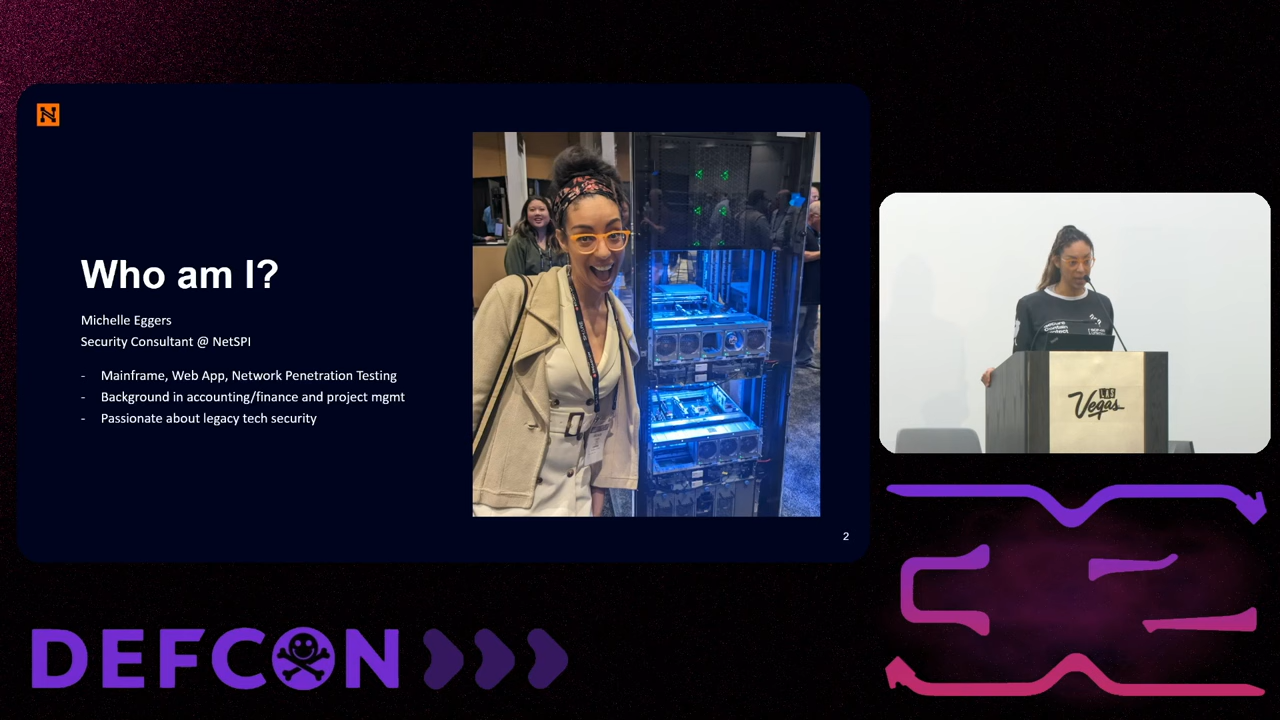 N
Who am I?
Michelle Eggers
Security Consultant @ NetSPI
- Mainframe, Web App, Network Penetration Testing
- Background in accounting/finance and project mgmt
- Passionate about legacy tech security
2
LAS
Vegas
DEFCON